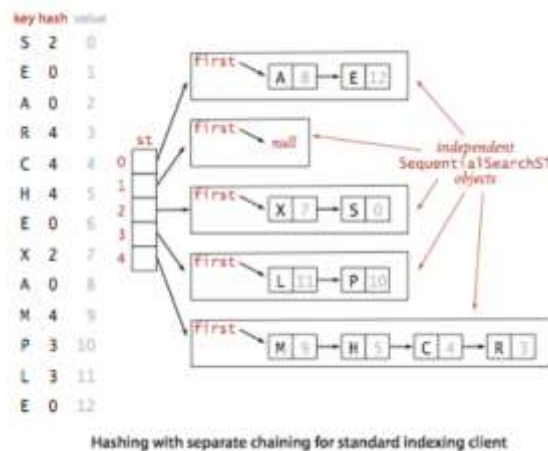 key hash value
S 2 0
E 0 1
A 0 2
R 4 3
C 4 4
H 4 5
E 0 6
X 2 7
A 0 8
M 4 9
P 3 10
L 3 11
E 0 12
st
0
1
2
3
4
first
A 8 E 12
first
null
first
X 7 S 0
first
L 11 P 10
first
M 9 H 5 C 4 R 3
independent
SequentialSearchST
objects
Hashing with separate chaining for standard indexing client